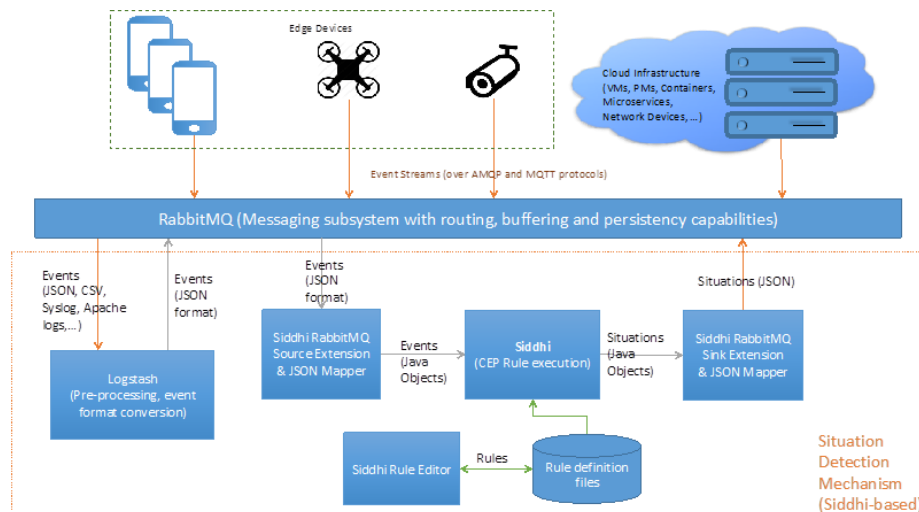 Edge Devices
Cloud Infrastructure
(VMs, PMs, Containers,
Microservices,
Network Devices,...)
Event Streams (over AMQP and MQTT protocols)
RabbitMQ (Messaging subsystem with routing, buffering and persistency capabilities)
Events
(JSON, CSV,
Syslog, Apache
logs,...)
Events
(JSON
format)
Events
(JSON
format)
Situations (JSON)
Logstash
(Pre-processing, event
format conversion)
Siddhi RabbitMQ
Source Extension
& JSON Mapper
Events
(Java
Objects)
Siddhi
(CEP Rule execution)
Situations
(Java
Objects)
Siddhi RabbitMQ
Sink Extension
& JSON Mapper
Siddhi Rule Editor
Rules
Rule definition
files
Situation
Detection
Mechanism
(Siddhi-based)